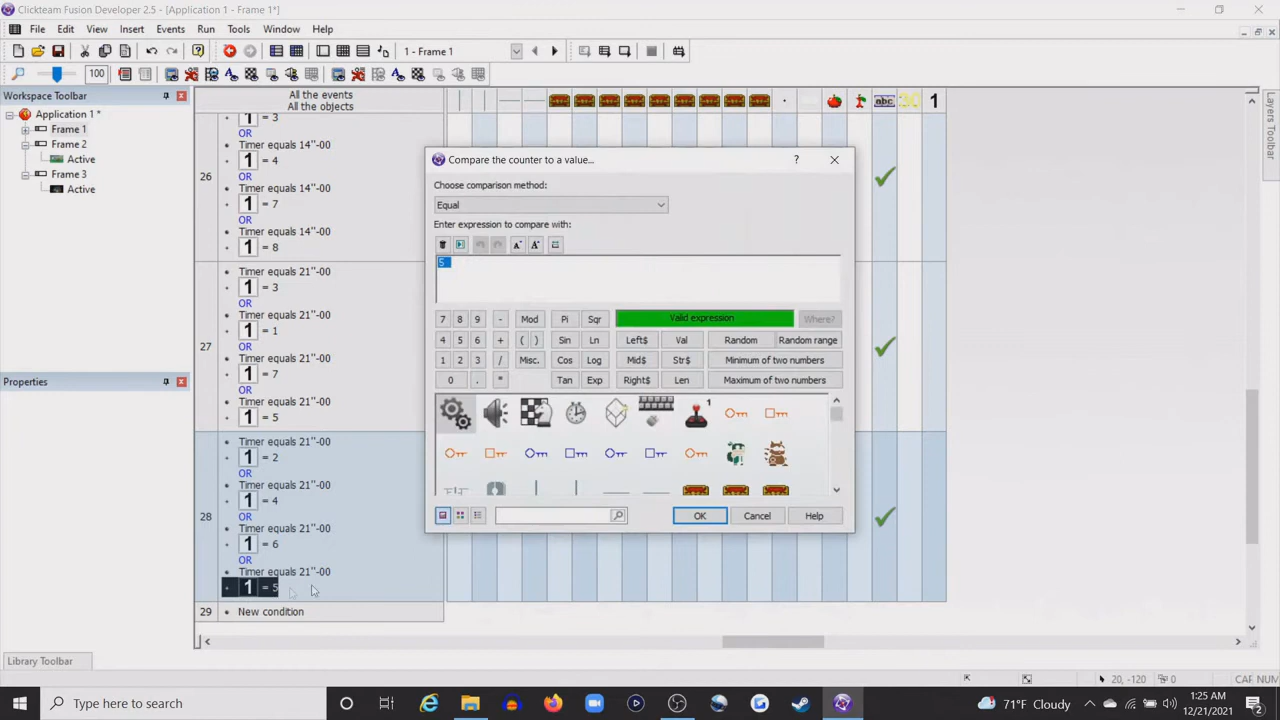 Clickteam Fusion Developer 2.5 - [Application 1 - Frame 1*]
File Edit View Insert Events Run Tools Window Help
1 - Frame 1
100
Workspace Toolbar
Application 1 *
Frame 1
Frame 2
Active
Frame 3
Active
Properties
Library Toolbar
Layers Toolbar
All the events
All the objects
abc
1
1 = 3
OR
Timer equals 14''-00
1 = 4
OR
26
Timer equals 14''-00
1 = 7
OR
Timer equals 14''-00
1 = 8
Timer equals 21''-00
1 = 3
OR
Timer equals 21''-00
1 = 1
OR
27
Timer equals 21''-00
1 = 7
OR
Timer equals 21''-00
1 = 5
Timer equals 21''-00
1 = 2
OR
Timer equals 21''-00
1 = 4
OR
28
Timer equals 21''-00
1 = 6
OR
Timer equals 21''-00
1 = 5
29 New condition
Compare the counter to a value...
?
Choose comparison method:
Equal
Enter expression to compare with:
5
7 8 9 - Mod Pi Sqr Valid expression Where?
4 5 6 + ( ) Sin Ln Left$ Val Random Random range
1 2 3 / Misc. Cos Log Mid$ Str$ Minimum of two numbers
0 . * Tan Exp Right$ Len Maximum of two numbers
1
OK Cancel Help
20, -120 0 CAP NUM
Type here to search
71°F Cloudy
1:25 AM
12/21/2021